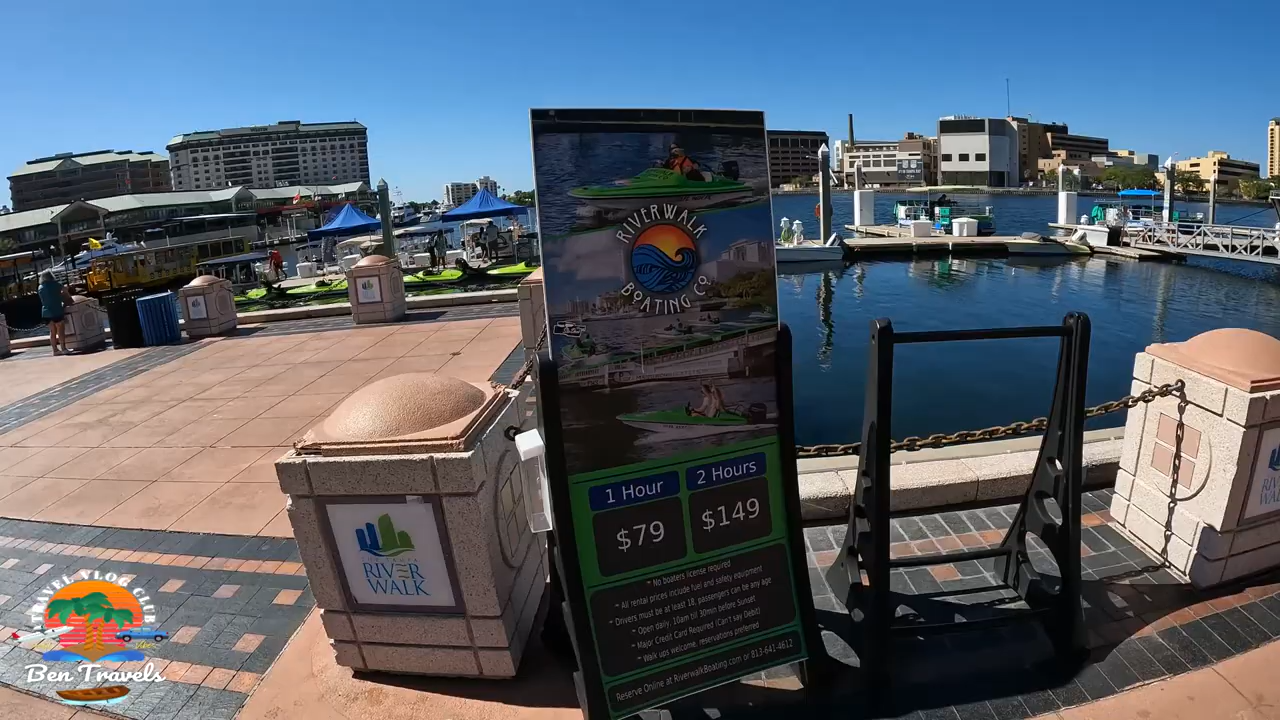 RIVERWALK
BOATING CO.
1 Hour
2 Hours
$79
$149
~ No boaters license required
~ All rental prices include fuel and safety equipment
~ Drivers must be at least 18, passengers can be any age
~ Open daily, 10am til 30min before Sunset
~ Major Credit Card Required (Can't say Debit)
~ Walk ups welcome, reservations preferred
Reserve Online at RiverwalkBoating.com or 813-641-4612
RIVER
WALK
TRAVEL VLOG CLUB
Ben Travels